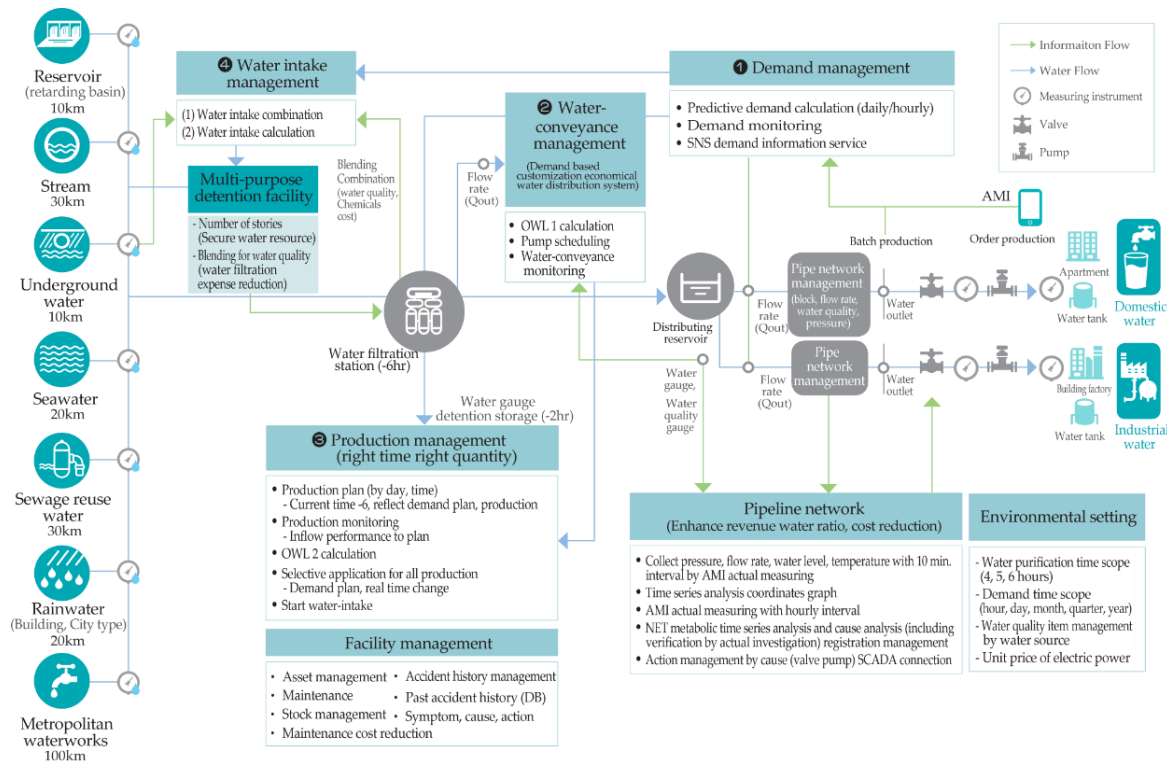 Reservoir
(retarding basin)
10km
Stream
30km
Underground
water
10km
Seawater
20km
Sewage reuse
water
30km
Rainwater
(Building, City type)
20km
Metropolitan
waterworks
100km
❹ Water intake
management
(1) Water intake combination
(2) Water intake calculation
Multi-purpose
detention facility
- Number of stories
(Secure water resource)
- Blending for water quality
(water filtration
expense reduction)
Blending
Combination
(water quality,
Chemicals
cost)
Flow
rate
(Qout)
Water filtration
station (-6hr)
Water gauge
detention storage (-2hr)
❷ Water-
conveyance
management
(Demand based
customization economical
water distribution system)
• OWL 1 calculation
• Pump scheduling
• Water-conveyance
monitoring
❶ Demand management
• Predictive demand calculation (daily/hourly)
• Demand monitoring
• SNS demand information service
Informaiton Flow
Water Flow
Measuring instrument
Valve
Pump
AMI
Batch production
Order production
Distributing
reservoir
Flow
rate
(Qout)
Pipe network
management
(block, flow rate,
water quality,
pressure)
Water
outlet
Apartment
Water tank
Domestic
water
Flow
rate
(Qout)
Pipe
network
management
Water
outlet
Building factory
Water tank
Industrial
water
Water
gauge,
Water
quality
gauge
❸ Production management
(right time right quantity)
• Production plan (by day, time)
- Current time -6, reflect demand plan, production
• Production monitoring
- Inflow performance to plan
• OWL 2 calculation
• Selective application for all production
- Demand plan, real time change
• Start water-intake
Facility management
• Asset management
• Maintenance
• Stock management
• Maintenance cost reduction
• Accident history management
• Past accident history (DB)
• Symptom, cause, action
Pipeline network
(Enhance revenue water ratio, cost reduction)
• Collect pressure, flow rate, water level, temperature with 10 min.
interval by AMI actual measuring
• Time series analysis coordinates graph
• AMI actual measuring with hourly interval
• NET metabolic time series analysis and cause analysis (including
verification by actual investigation) registration management
• Action management by cause (valve pump) SCADA connection
Environmental setting
- Water purification time scope
(4, 5, 6 hours)
- Demand time scope
(hour, day, month, quarter, year)
- Water quality item management
by water source
- Unit price of electric power